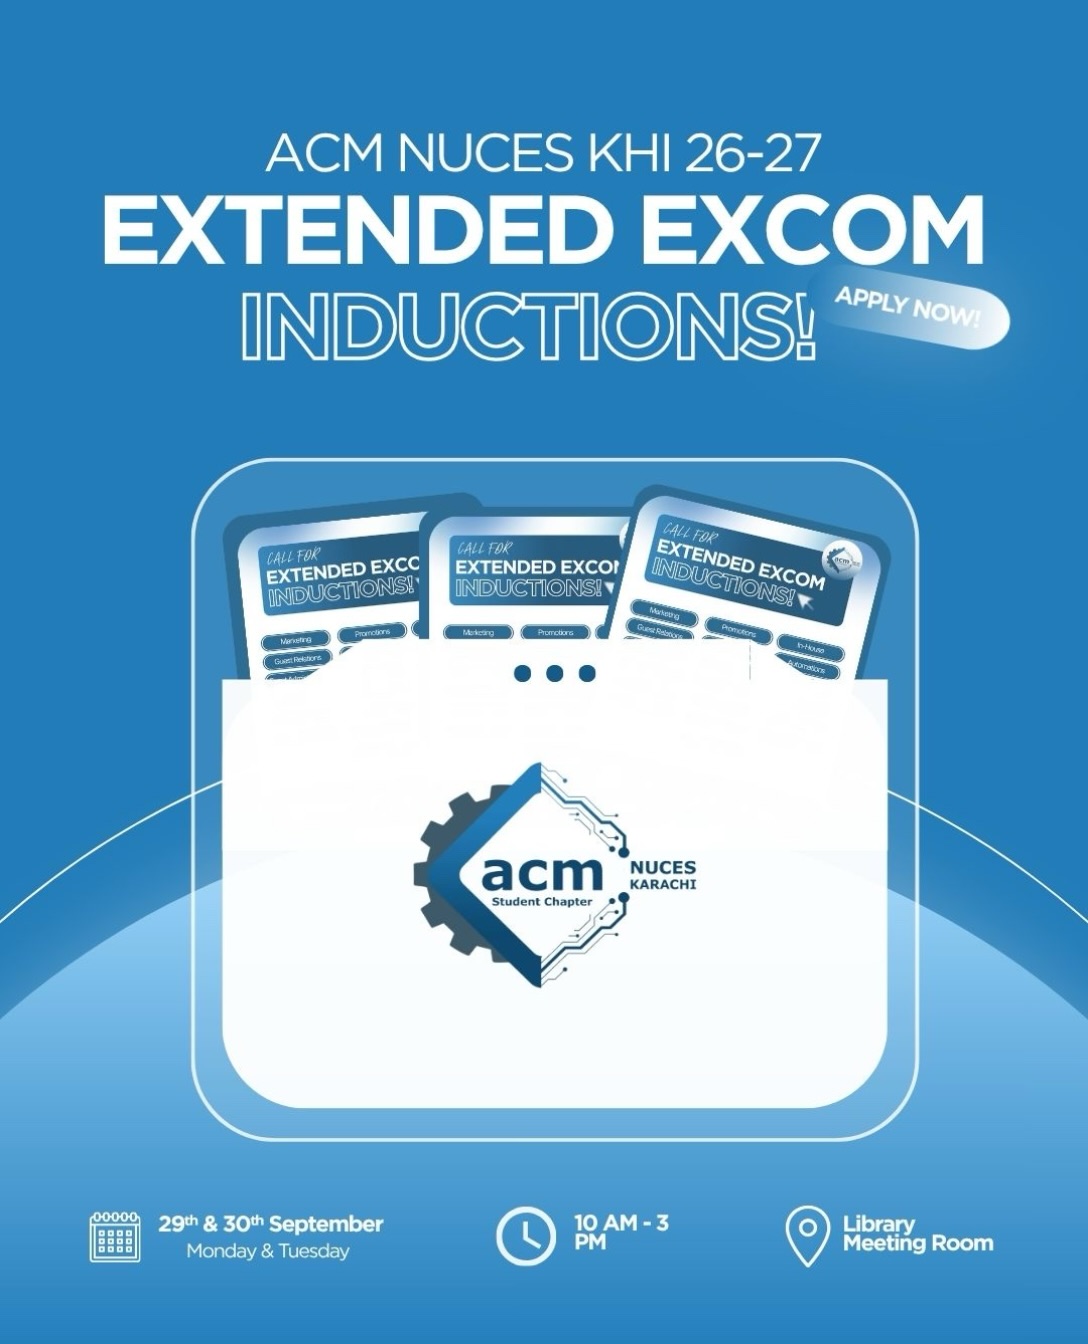 ACM NUCES KHI 26-27
EXTENDED EXCOM
INDUCTIONS!
APPLY NOW!
CALL FOR
EXTENDED EXCO
INDUCTIONS!
Marketing
Promotions
Guest Relations
CALL FOR
EXTENDED EXCOM
INDUCTIONS!
Marketing
Promotions
CALL FOR
EXTENDED EXCOM
INDUCTIONS!
acm
Marketing
Promotions
In-House
Guest Relations
Automations
acm
Student Chapter
NUCES
KARACHI
29th & 30th September
Monday & Tuesday
10 AM - 3
PM
Library
Meeting Room